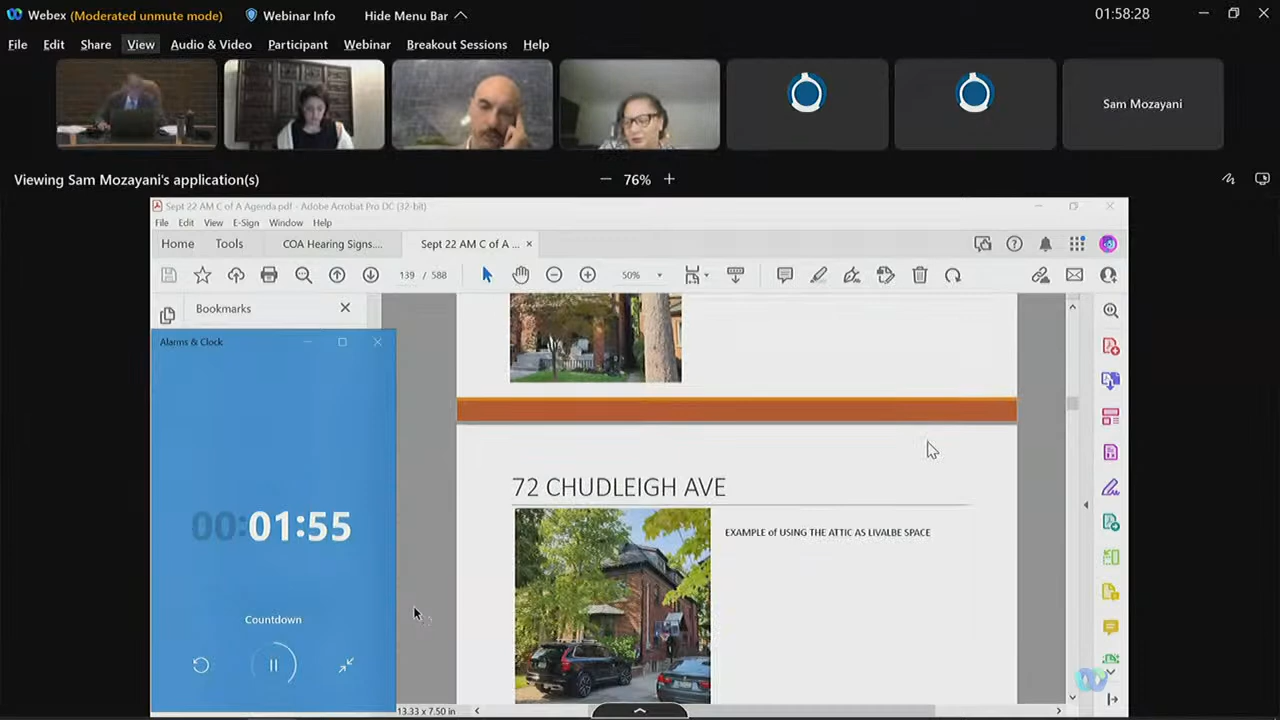 Webex (Moderated unmute mode) Webinar Info Hide Menu Bar 01:58:28
File Edit Share View Audio & Video Participant Webinar Breakout Sessions Help
Sam Mozayani
Viewing Sam Mozayani's application(s) 76%
Sept 22 AM C of A Agenda.pdf - Adobe Acrobat Pro DC (32-bit)
File Edit View E-Sign Window Help
Home Tools COA Hearing Signs.... Sept 22 AM C of A ... ×
139 / 588 50%
Bookmarks
Alarms & Clock
00:01:55
Countdown
72 CHUDLEIGH AVE
EXAMPLE of USING THE ATTIC AS LIVALBE SPACE
13.33 x 7.50 in